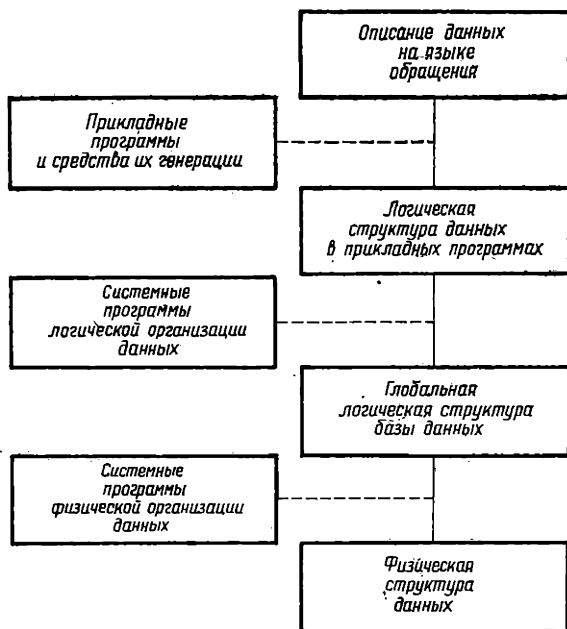 Описание данных
на языке
обращения
Прикладные
программы
и средства их генерации
Логическая
структура данных
в прикладных программах
Системные
программы
логической организации
данных
Глобальная
логическая структура
базы данных
Системные
программы
физической организации
данных
Физическая
структура
данных